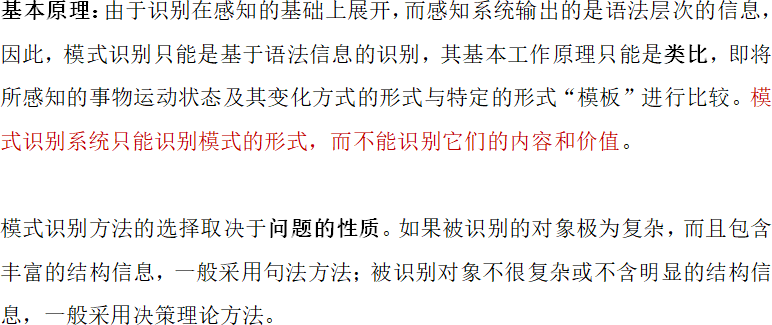 基本原理：由于识别在感知的基础上展开，而感知系统输出的是语法层次的信息，
因此，模式识别只能是基于语法信息的识别，其基本工作原理只能是类比，即将
所感知的事物运动状态及其变化方式的形式与特定的形式“模板”进行比较。模
式识别系统只能识别模式的形式，而不能识别它们的内容和价值。
模式识别方法的选择取决于问题的性质。如果被识别的对象极为复杂，而且包含
丰富的结构信息，一般采用句法方法；被识别对象不很复杂或不含明显的结构信
息，一般采用决策理论方法。